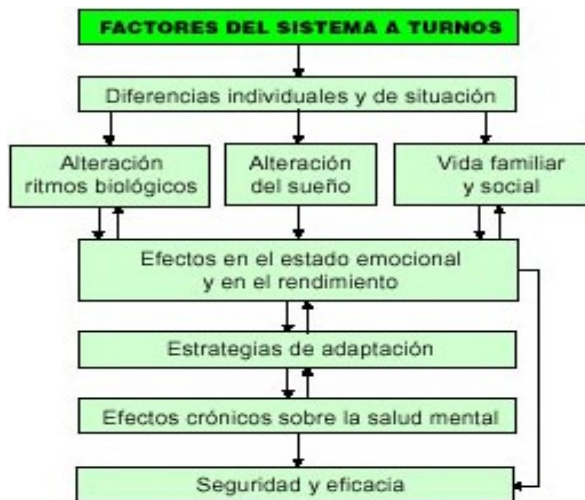 FACTORES DEL SISTEMA A TURNOS
Diferencias individuales y de situación
Alteración
ritmos biológicos
Alteración
del sueño
Vida familiar
y social
Efectos en el estado emocional
y en el rendimiento
Estrategias de adaptación
Efectos crónicos sobre la salud mental
Seguridad y eficacia